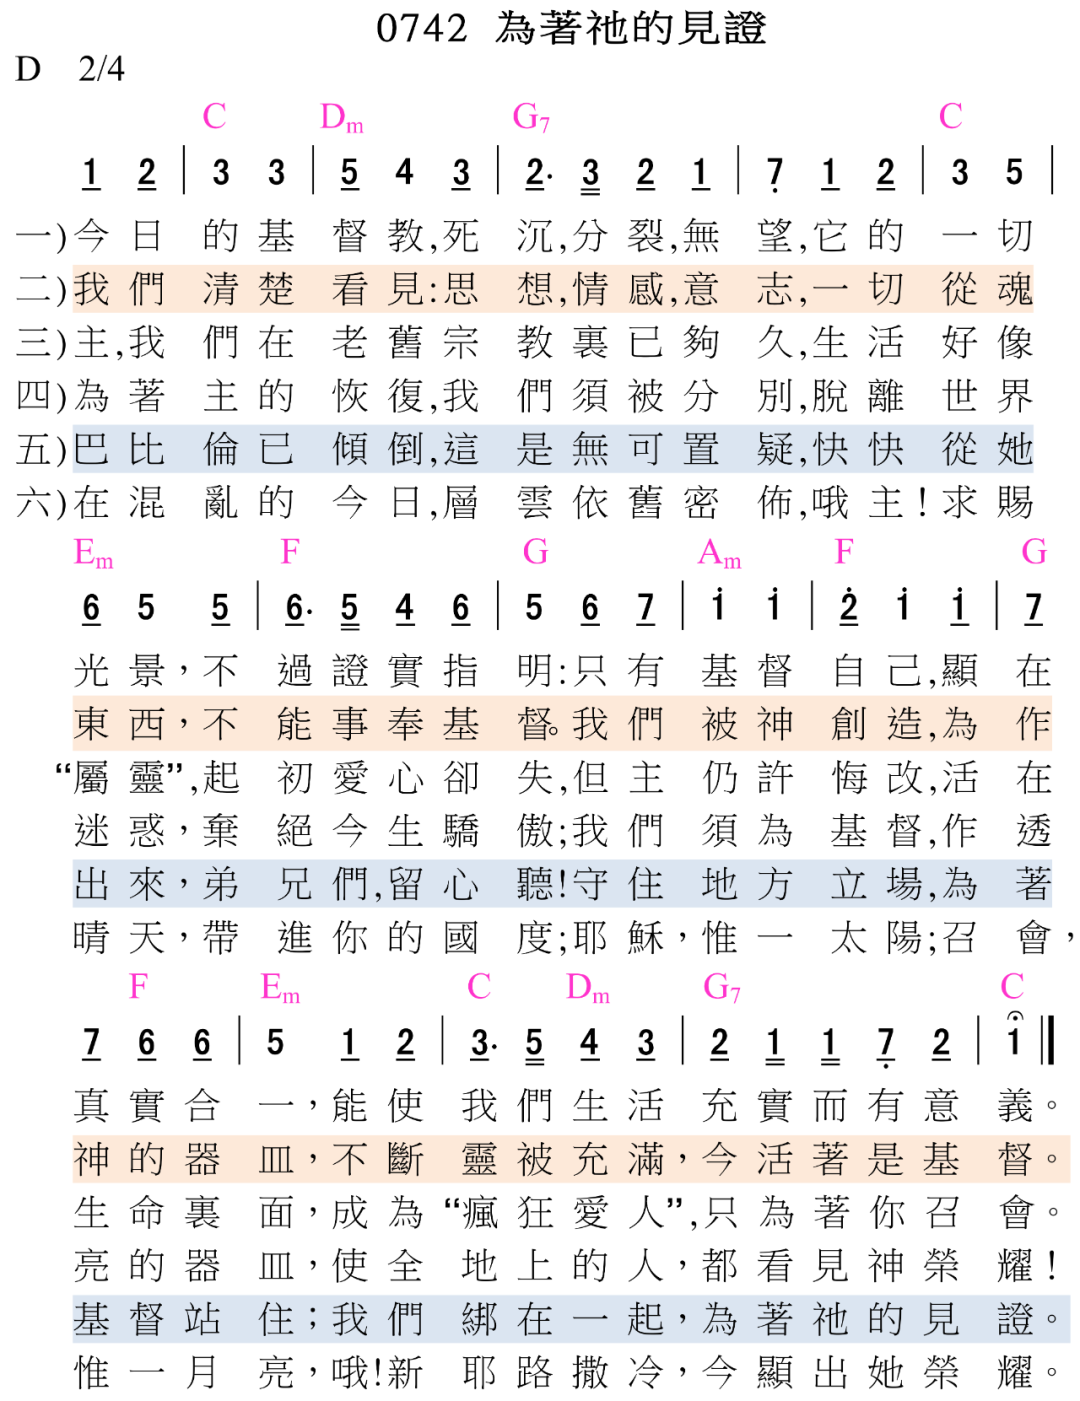 0742 為著祂的見證
D 2/4
C Dm G7 C
1 2 | 3 3 | 5 4 3 | 2. 3 2 1 | 7 1 2 | 3 5 |
一)今日的基督教,死沉,分裂,無望,它的一切
二)我們清楚看見:思想,情感,意志,一切從魂
三)主,我們在老舊宗教裏已夠久,生活好像
四)為著主的恢復,我們須被分別,脫離世界
五)巴比倫已傾倒,這是無可置疑,快快從她
六)在混亂的今日,層雲依舊密佈,哦主!求賜
Em F G Am F G
6 5 5 | 6. 5 4 6 | 5 6 7 | i i | 2 i i | 7
光景,不過證實指明:只有基督自己,顯在
東西,不能事奉基督。我們被神創造,為作
“屬靈”,起初愛心卻失,但主仍許悔改,活在
迷惑,棄絕今生驕傲;我們須為基督,作透
出來,弟兄們,留心聽!守住地方立場,為著
晴天,帶進你的國度;耶穌,惟一太陽;召會,
F Em C Dm G7 C
7 6 6 | 5 1 2 | 3. 5 4 3 | 2 1 1 7 2 | 1 ‖
真實合一,能使我們生活充實而有意義。
神的器皿,不斷靈被充滿,今活著是基督。
生命裏面,成為“瘋狂愛人”,只為著你召會。
亮的器皿,使全地上的人,都看見神榮耀!
基督站住;我們綁在一起,為著祂的見證。
惟一月亮,哦!新耶路撒冷,今顯出她榮耀。